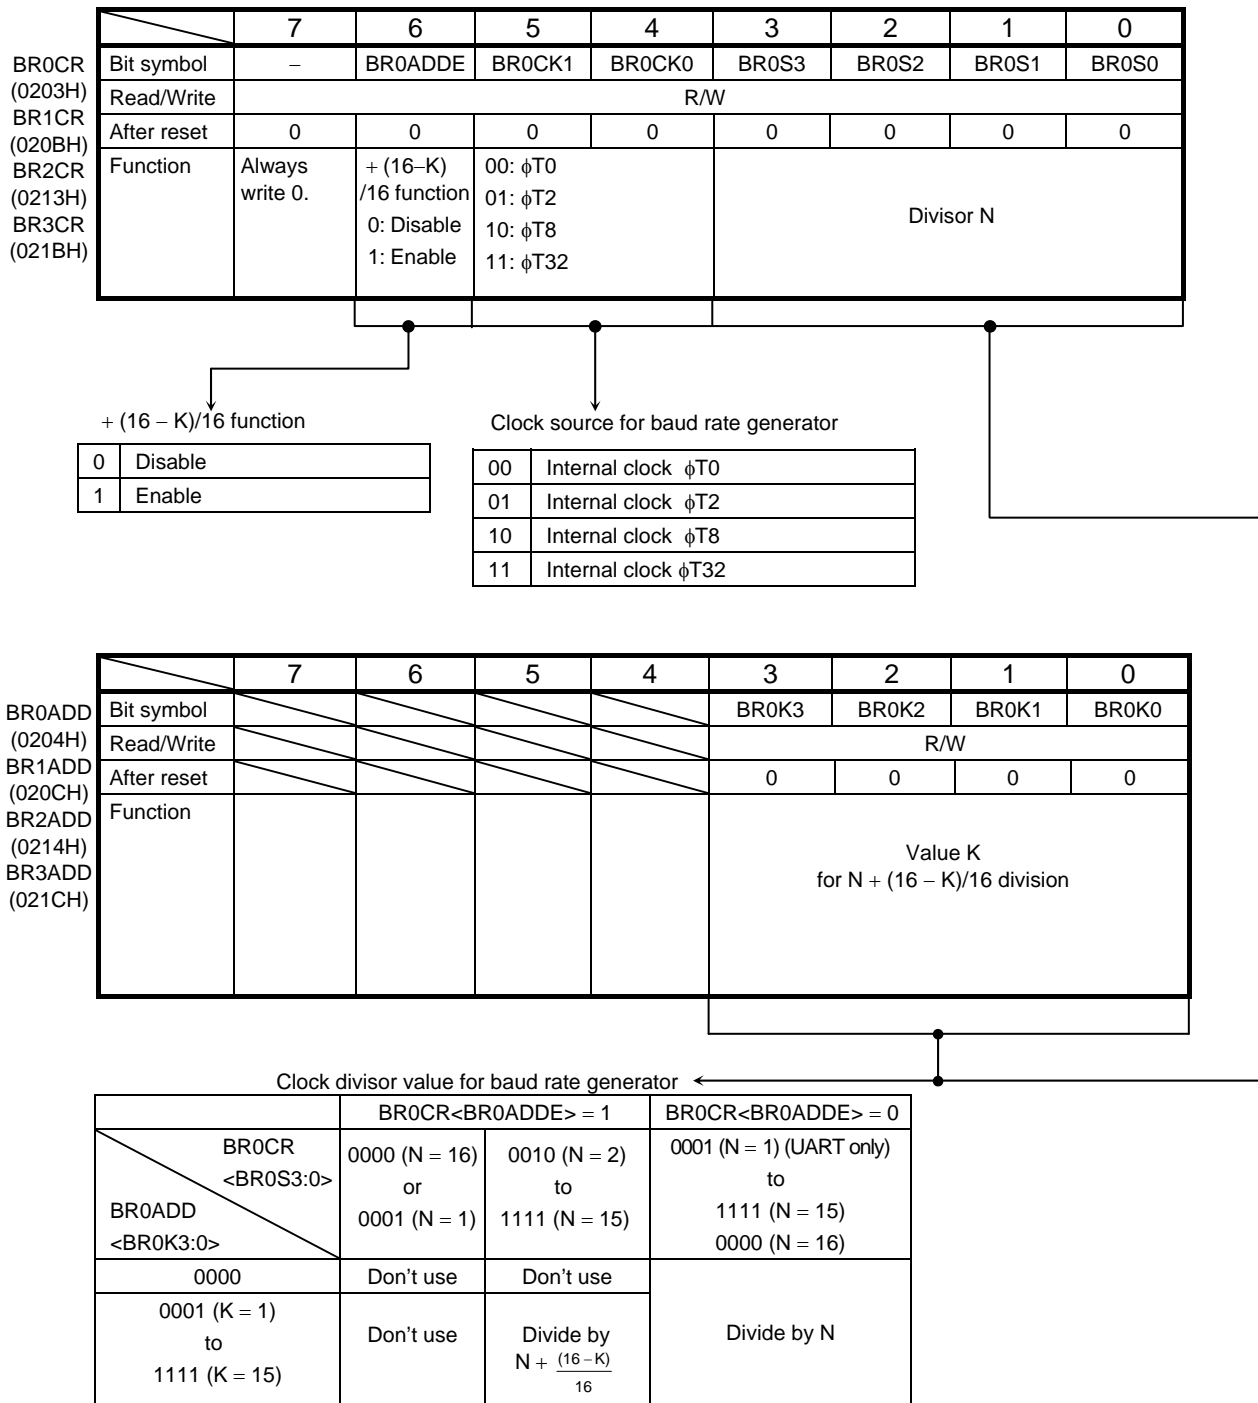 7 6 5 4 3 2 1 0
BR0CR
(0203H)
BR1CR
(020BH)
BR2CR
(0213H)
BR3CR
(021BH)
Bit symbol − BR0ADDE BR0CK1 BR0CK0 BR0S3 BR0S2 BR0S1 BR0S0
Read/Write R/W
After reset 0 0 0 0 0 0 0 0
Function
Always
write 0.
+ (16−K)
/16 function
0: Disable
1: Enable
00: ϕT0
01: ϕT2
10: ϕT8
11: ϕT32
Divisor N
+ (16 − K)/16 function
0 Disable
1 Enable
Clock source for baud rate generator
00 Internal clock ϕT0
01 Internal clock ϕT2
10 Internal clock ϕT8
11 Internal clock ϕT32
7 6 5 4 3 2 1 0
BR0ADD
(0204H)
BR1ADD
(020CH)
BR2ADD
(0214H)
BR3ADD
(021CH)
Bit symbol BR0K3 BR0K2 BR0K1 BR0K0
Read/Write R/W
After reset 0 0 0 0
Function
Value K
for N + (16 − K)/16 division
Clock divisor value for baud rate generator
BR0CR<BR0ADDE> = 1 BR0CR<BR0ADDE> = 0
BR0CR
<BR0S3:0>
BR0ADD
<BR0K3:0>
0000 (N = 16)
or
0001 (N = 1)
0010 (N = 2)
to
1111 (N = 15)
0001 (N = 1) (UART only)
to
1111 (N = 15)
0000 (N = 16)
0000 Don't use Don't use
0001 (K = 1)
to
1111 (K = 15)
Don't use
Divide by
N + (16 − K)
16
Divide by N